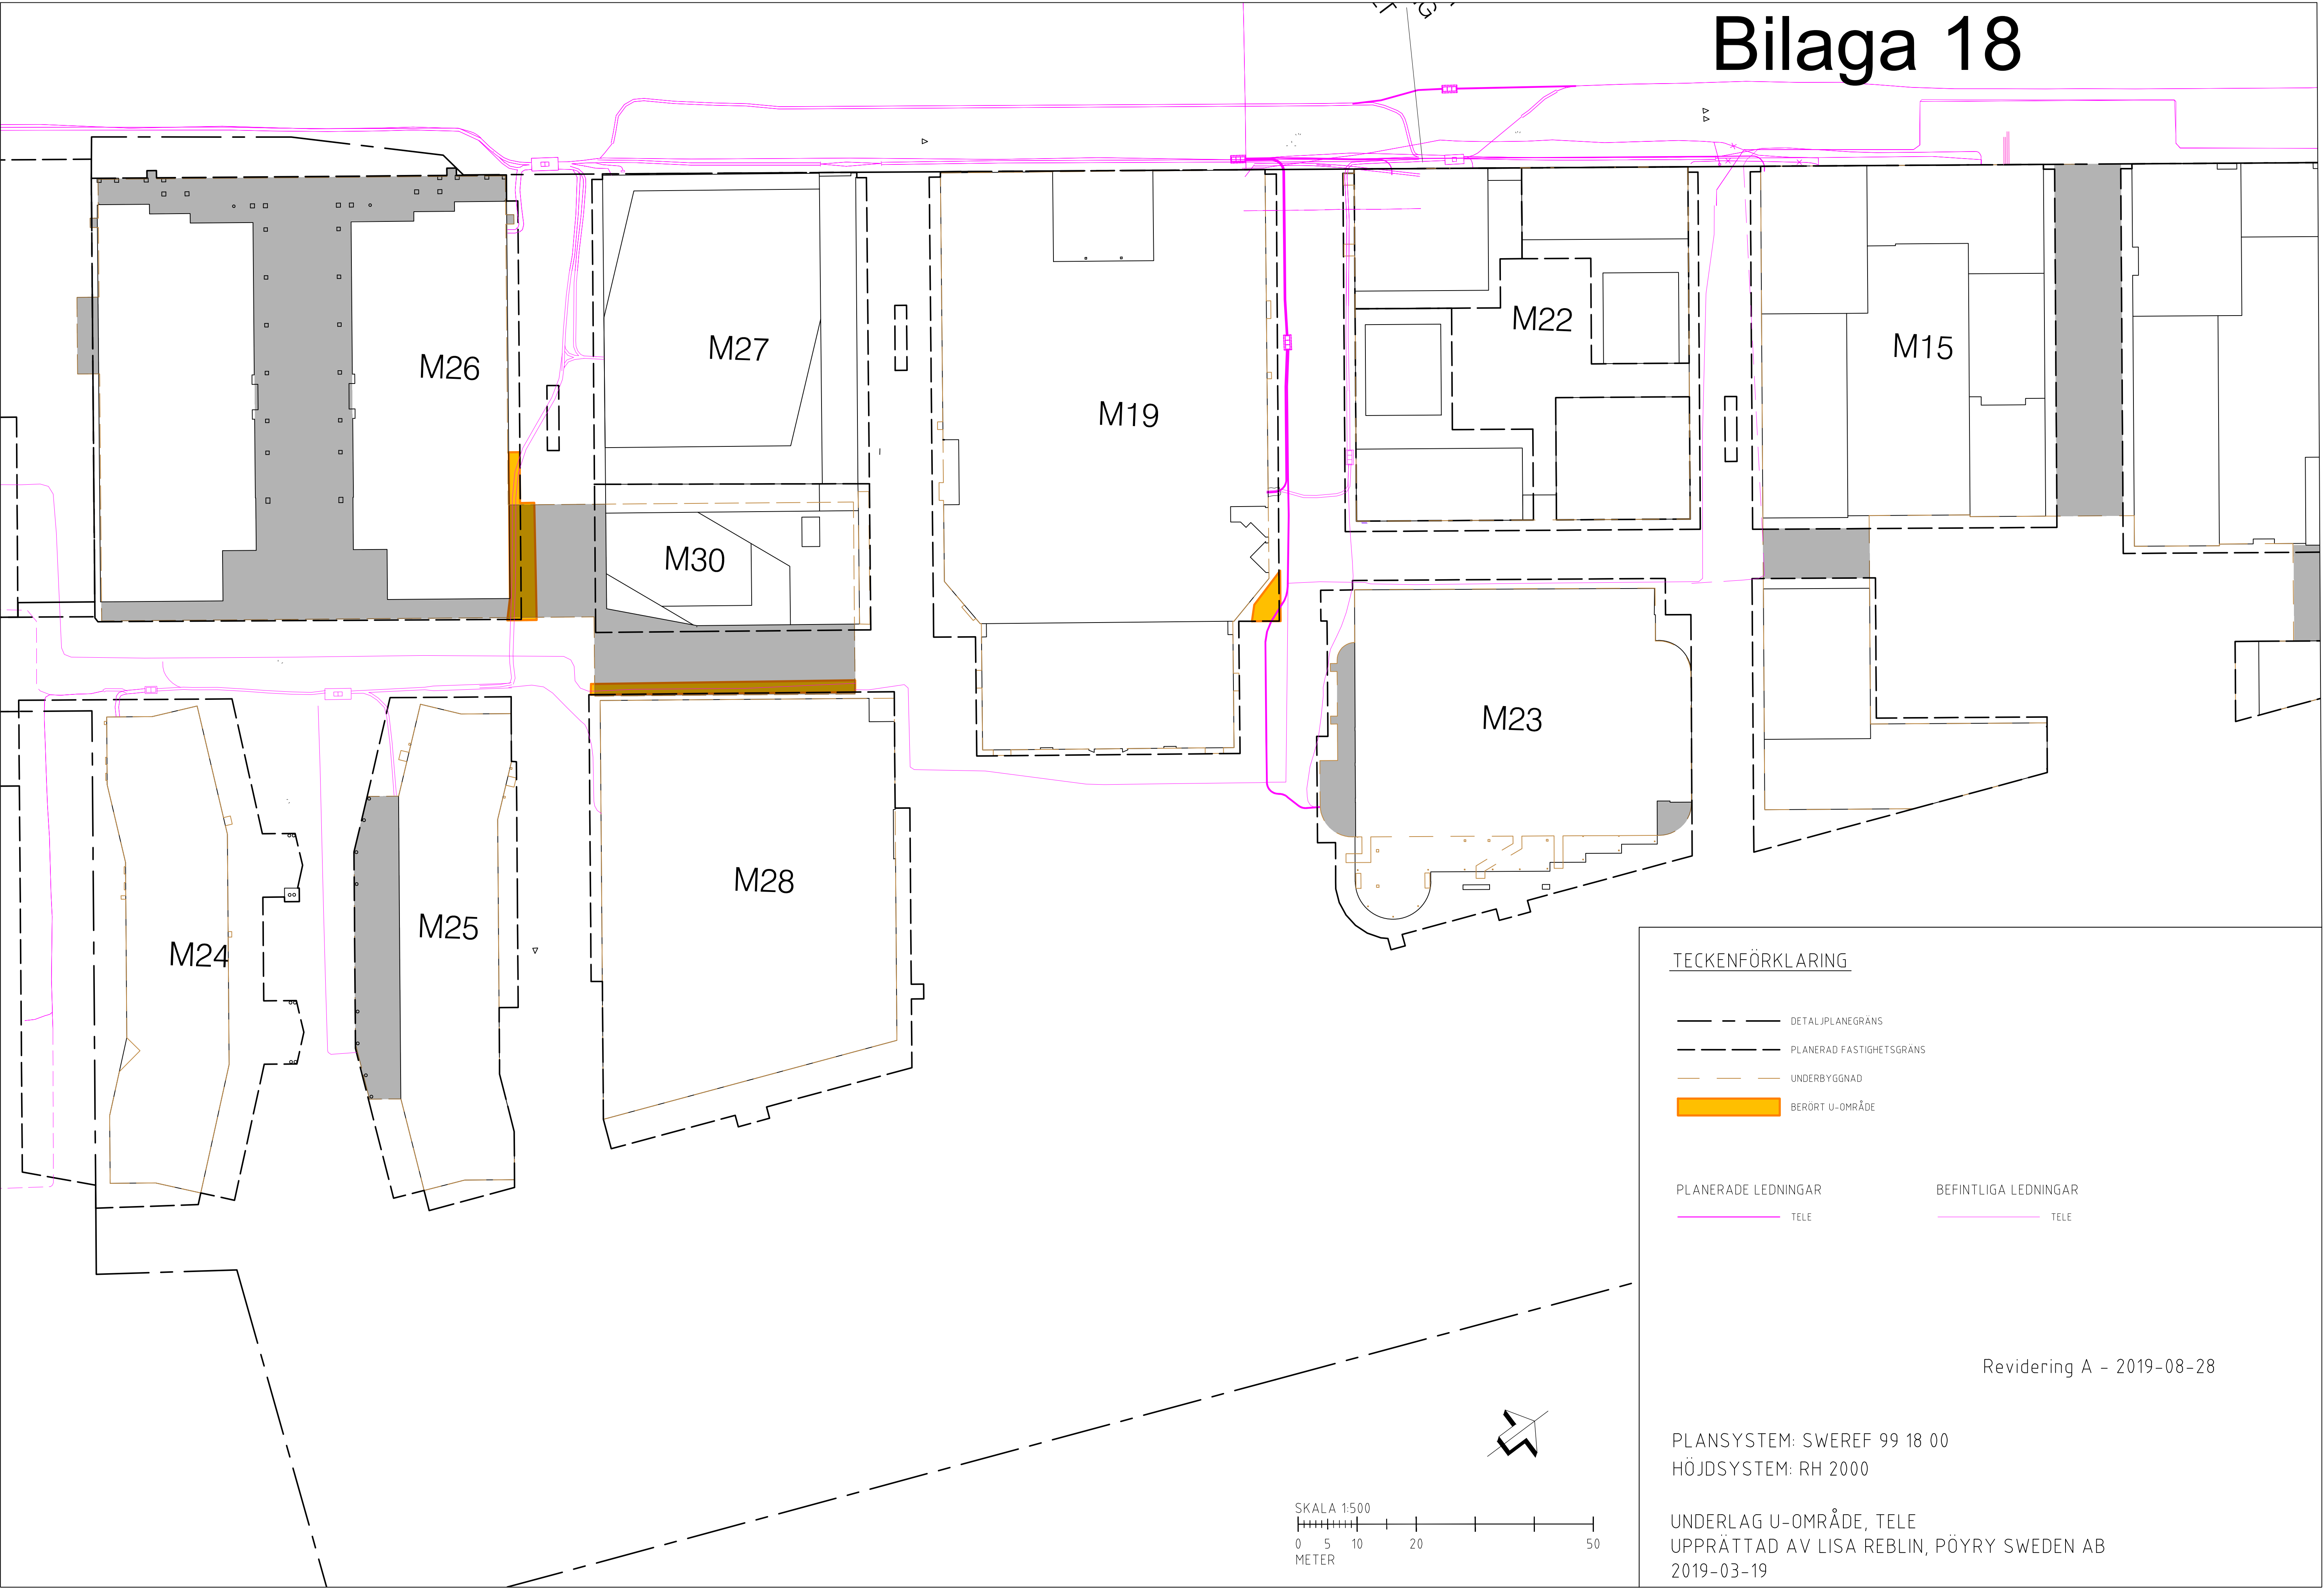 Bilaga 18
M27
M22
M15
M26
M19
M30
M23
M28
M25
M24
TECKENFÖRKLARING
DETALJPLANEGRÄNS
PLANERAD FASTIGHETSGRÄNS
UNDERBYGGNAD
BERÖRT U-OMRÅDE
PLANERADE LEDNINGAR
BEFINTLIGA LEDNINGAR
TELE
TELE
Revidering A - 2019-08-28
PLANSYSTEM: SWEREF 99 18 00
HÖJDSYSTEM: RH 2000
SKALA 1:500
0 5 10 20 50
METER
UNDERLAG U-OMRÅDE, TELE
UPPRÄTTAD AV LISA REBLIN, PÖYRY SWEDEN AB
2019-03-19